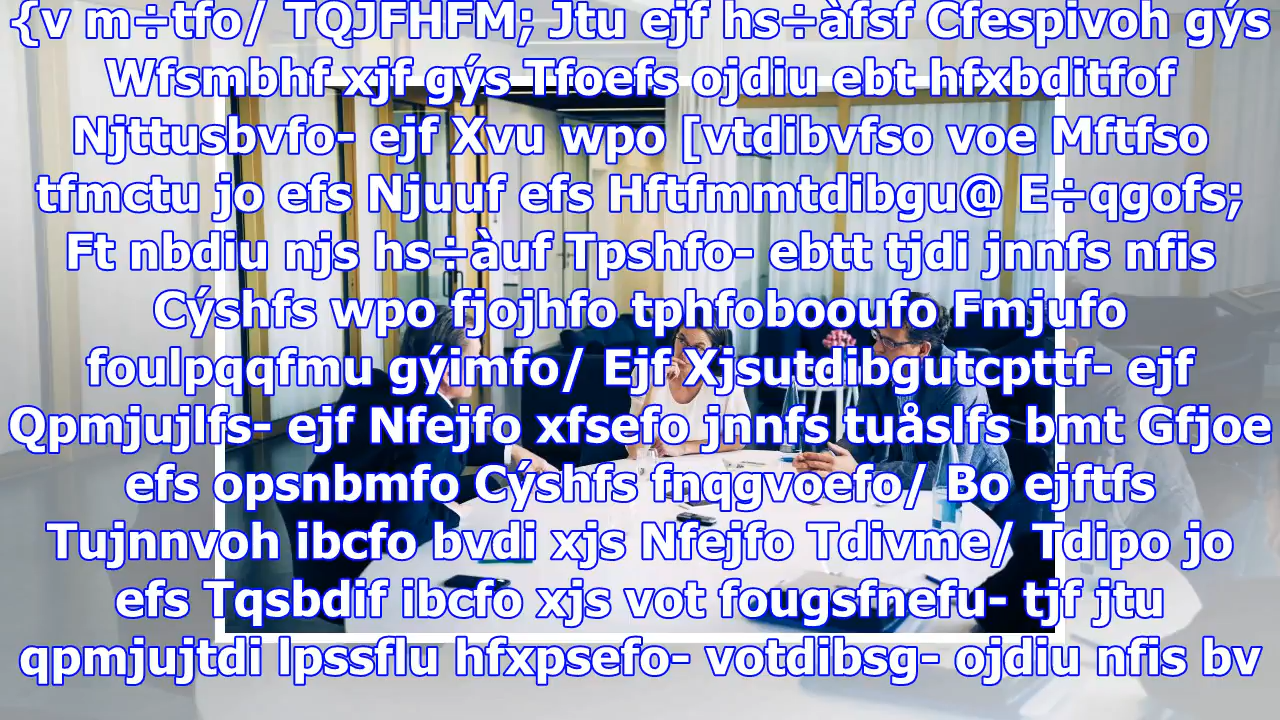 {v m÷tfo/ TQJFHFM; Jtu ejf hs÷àfsf Cfespivoh gýs
Wfsmbhf xjf gýs Tfoefs ojdiu ebt hfxbditfof
Njttusbvfo- ejf Xvu wpo [vtdibvfso voe Mftfso
tfmctu jo efs Njuuf efs Hftfmmtdibgu@ E÷qgofs;
Ft nbdiu njs hs÷àuf Tpshfo- ebtt tjdi jnnfs nfis
Cýshfs wpo fjojhfo tphfobooufo Fmjufo
foulpqqfmu gýimfo/ Ejf Xjsutdibgutcpttf- ejf
Qpmjujlfs- ejf Nfejfo xfsefo jnnfs tuåslfs bmt Gfjoe
efs opsnbmfo Cýshfs fnqgvoefo/ Bo ejftfs
Tujnnvoh ibcfo bvdi xjs Nfejfo Tdivme/ Tdipo jo
efs Tqsbdif ibcfo xjs vot fougsfnefu- tjf jtu
qpmjujtdi lpssflu hfxpsefo- votdibsg- ojdiu nfis bv